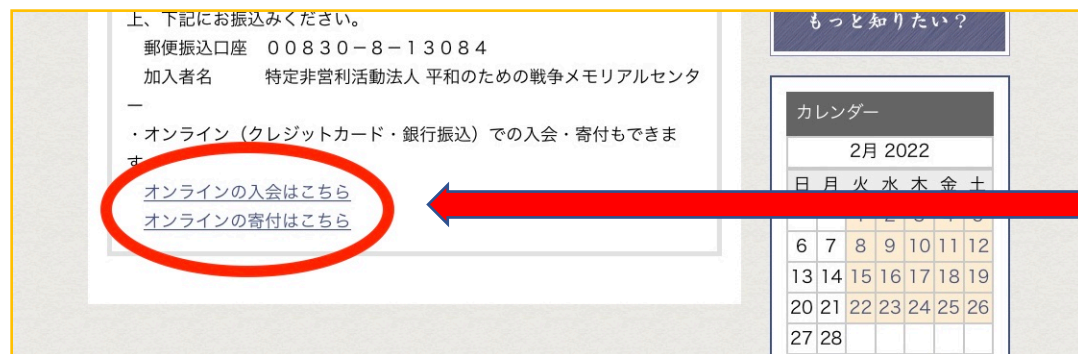 上、下記にお振込みください。
郵便振込口座　００８３０－８－１３０８４
加入者名　　特定非営利活動法人 平和のための戦争メモリアルセンタ
ー
・オンライン（クレジットカード・銀行振込）での入会・寄付もできま
す
オンラインの入会はこちら
オンラインの寄付はこちら
もっと知りたい？
カレンダー
2月 2022
日 月 火 水 木 金 土
1 2 3 4 5
6 7 8 9 10 11 12
13 14 15 16 17 18 19
20 21 22 23 24 25 26
27 28